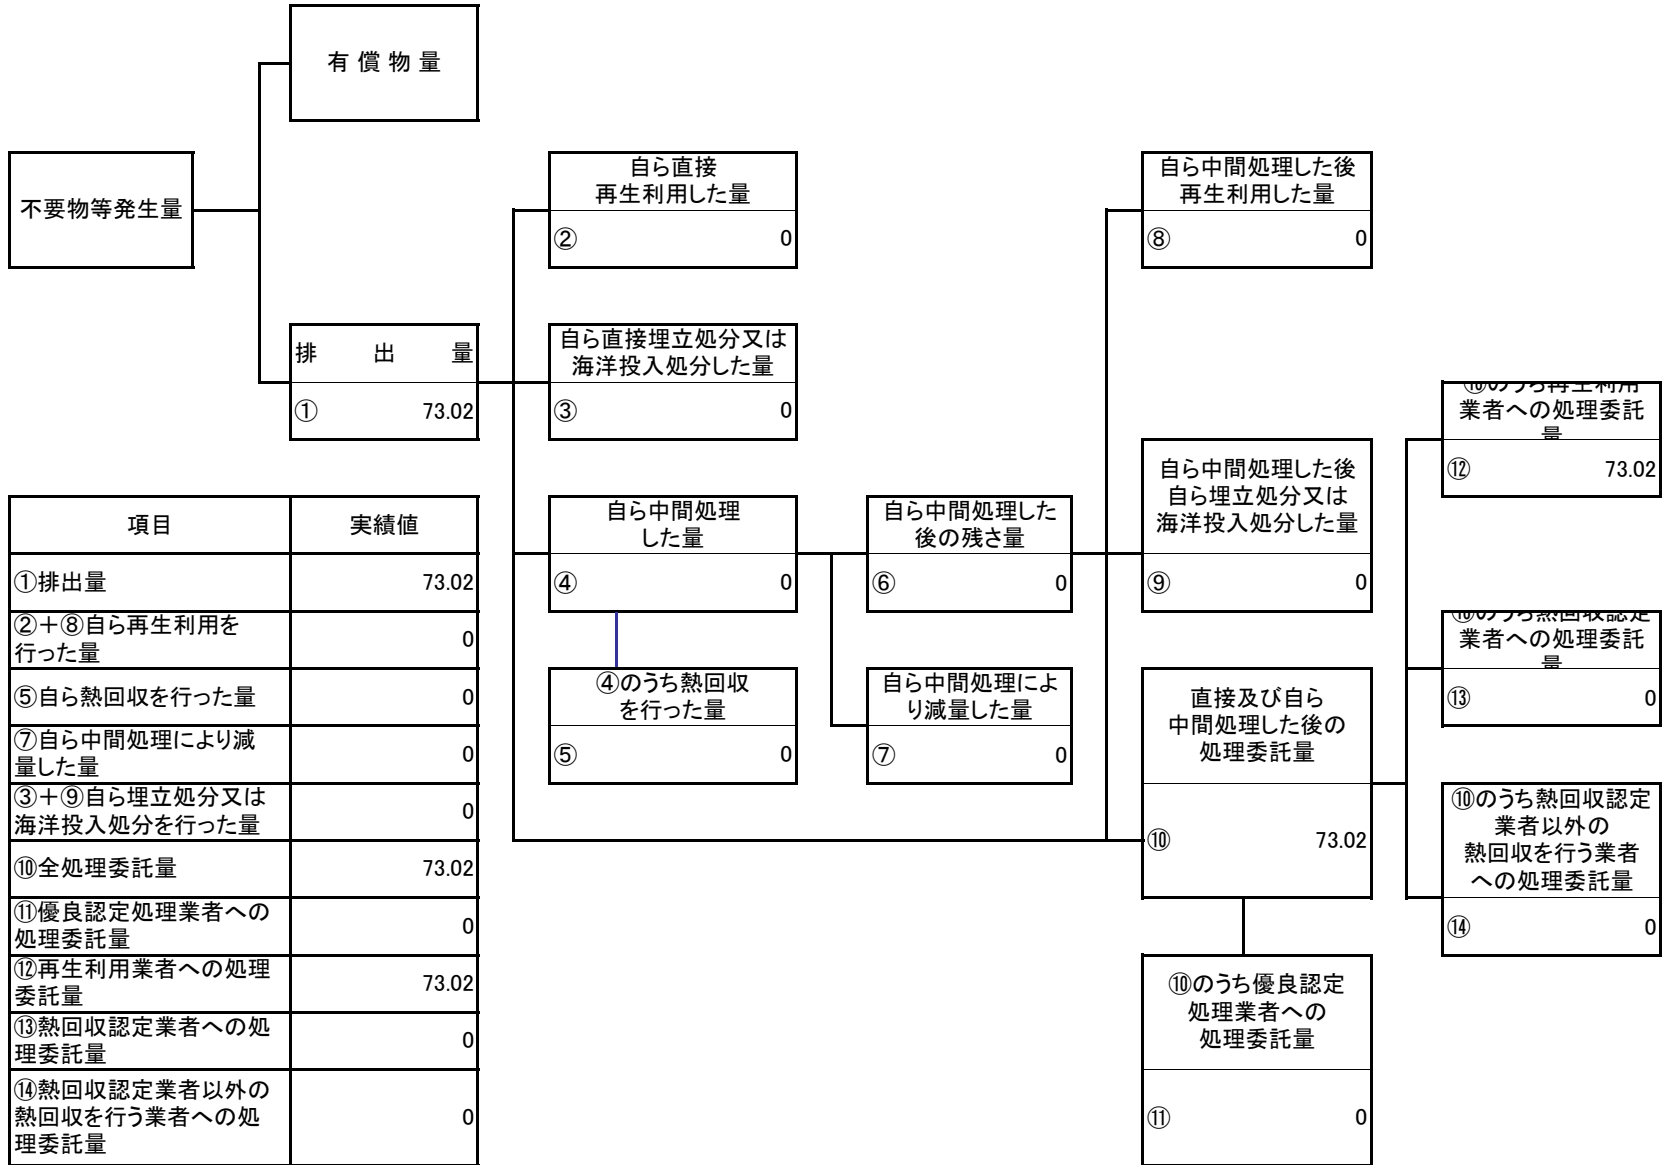 有 償 物 量
不要物等発生量
排 出 量
① 73.02
自ら直接
再生利用した量
② 0
自ら直接埋立処分又は
海洋投入処分した量
③ 0
自ら中間処理
した量
④ 0
④のうち熱回収
を行った量
⑤ 0
自ら中間処理した
後の残さ量
⑥ 0
自ら中間処理によ
り減量した量
⑦ 0
自ら中間処理した後
再生利用した量
⑧ 0
自ら中間処理した後
自ら埋立処分又は
海洋投入処分した量
⑨ 0
直接及び自ら
中間処理した後の
処理委託量
⑩ 73.02
⑩のうち優良認定
処理業者への
処理委託量
⑪ 0
⑩のうち再生利用
業者への処理委託
量
⑫ 73.02
⑩のうち熱回収認定
業者への処理委託
量
⑬ 0
⑩のうち熱回収認定
業者以外の
熱回収を行う業者
への処理委託量
⑭ 0
項目 実績値
①排出量 73.02
②+⑧自ら再生利用を
行った量 0
⑤自ら熱回収を行った量 0
⑦自ら中間処理により減
量した量 0
③+⑨自ら埋立処分又は
海洋投入処分を行った量 0
⑩全処理委託量 73.02
⑪優良認定処理業者への
処理委託量 0
⑫再生利用業者への処理
委託量 73.02
⑬熱回収認定業者への処
理委託量 0
⑭熱回収認定業者以外の
熱回収を行う業者への処
理委託量 0